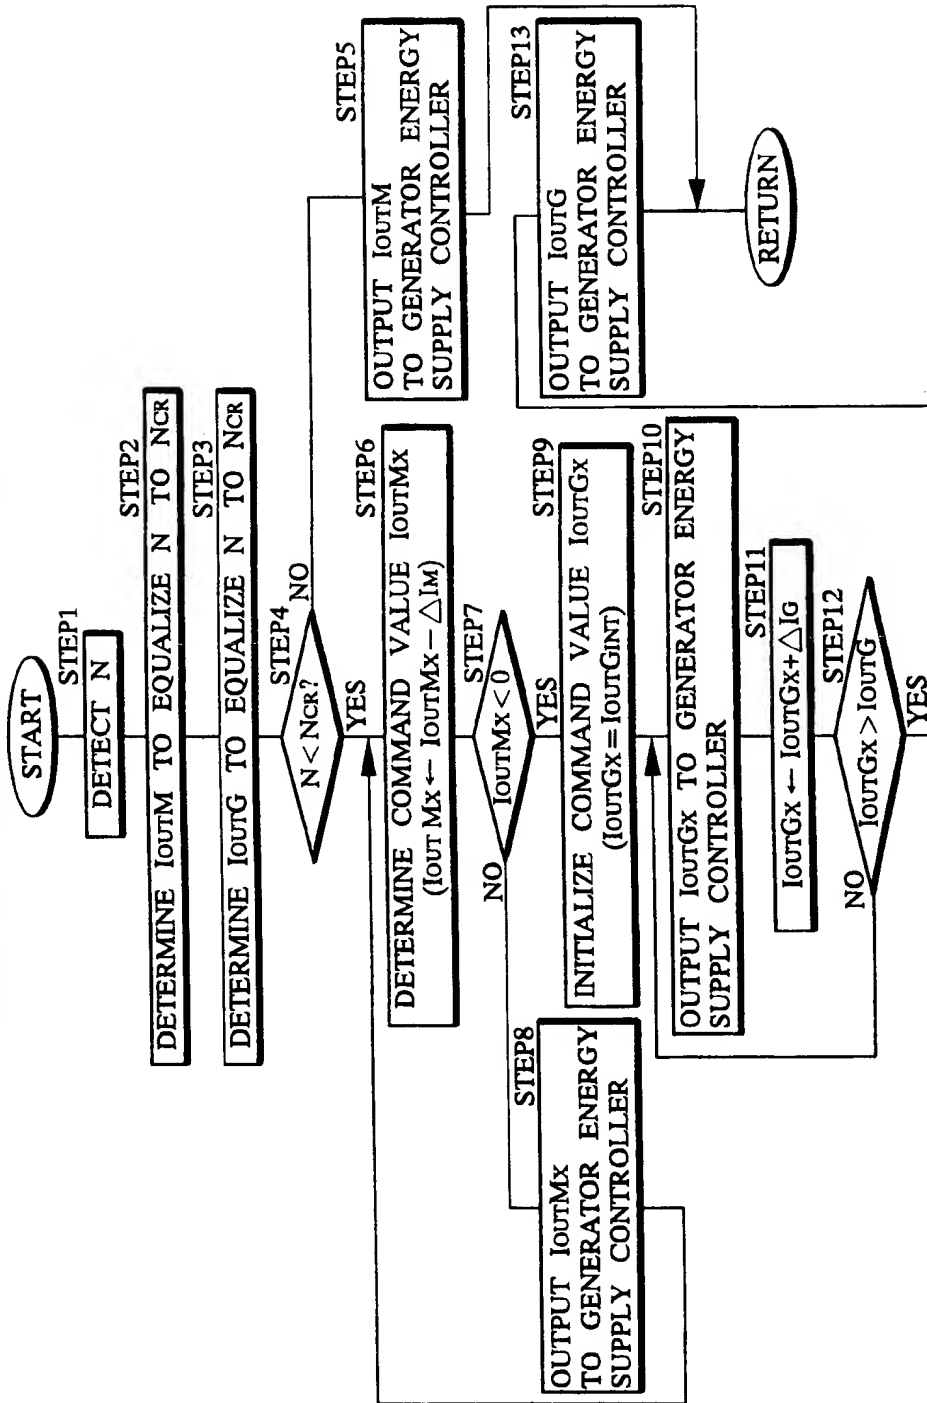 START
STEP1
DETECT N
STEP2
DETERMINE IOUTM TO EQUALIZE N TO NCR
STEP3
DETERMINE IOUTG TO EQUALIZE N TO NCR
STEP4
N < NCR?
NO
YES
STEP5
OUTPUT IOUTM
TO GENERATOR ENERGY
SUPPLY CONTROLLER
STEP6
DETERMINE COMMAND VALUE IOUTMX
(IOUT MX ← IOUTMX − △IM)
STEP7
IOUTMX < 0
NO
YES
STEP8
OUTPUT IOUTMX
TO GENERATOR ENERGY
SUPPLY CONTROLLER
STEP9
INITIALIZE COMMAND VALUE IOUTGX
(IOUTGX = IOUTGINT)
STEP10
OUTPUT IOUTGX TO GENERATOR ENERGY
SUPPLY CONTROLLER
STEP11
IOUTGX ← IOUTGX+△IG
STEP12
IOUTGX > IOUTG
NO
YES
STEP13
OUTPUT IOUTG
TO GENERATOR ENERGY
SUPPLY CONTROLLER
RETURN